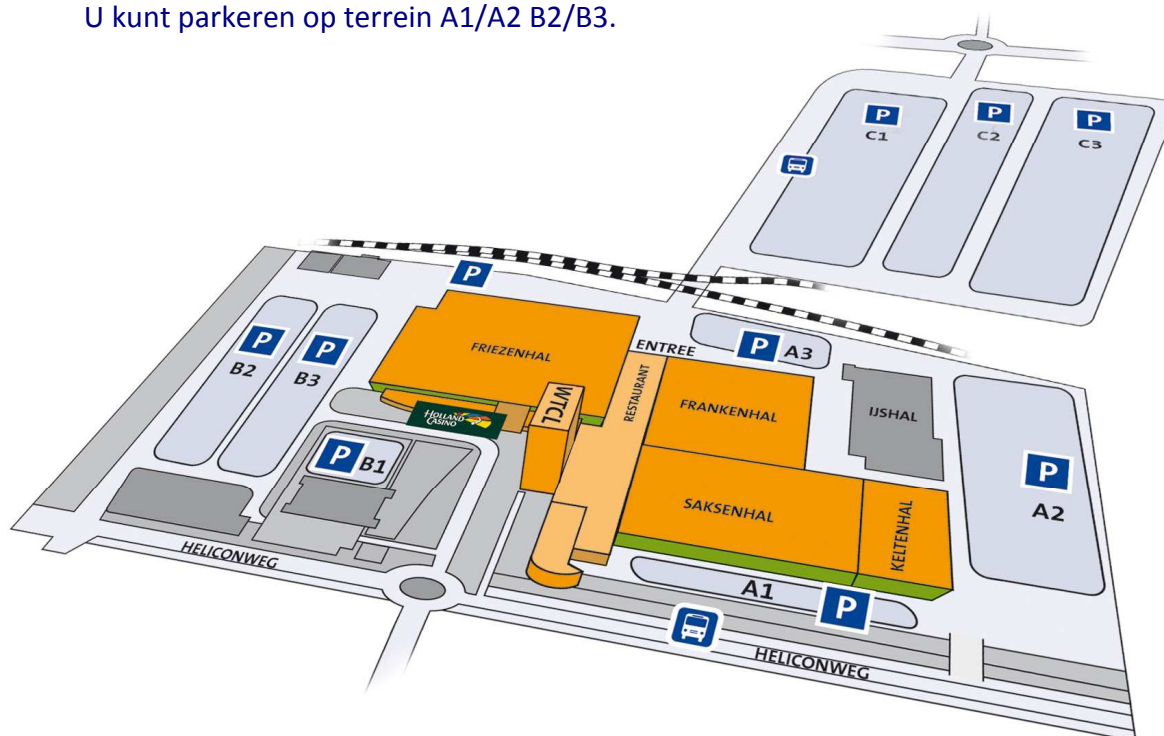 U kunt parkeren op terrein A1/A2 B2/B3.
P
C1
P
C2
P
C3
P
FRIEZENHAL
ENTREE
P
A3
P
B2
P
B3
HOLLAND
CASINO
WTCL
RESTAURANT
FRANKENHAL
IJSHAL
P
B1
SAKSENHAL
KELTENHAL
P
A2
HELICONWEG
A1
P
HELICONWEG